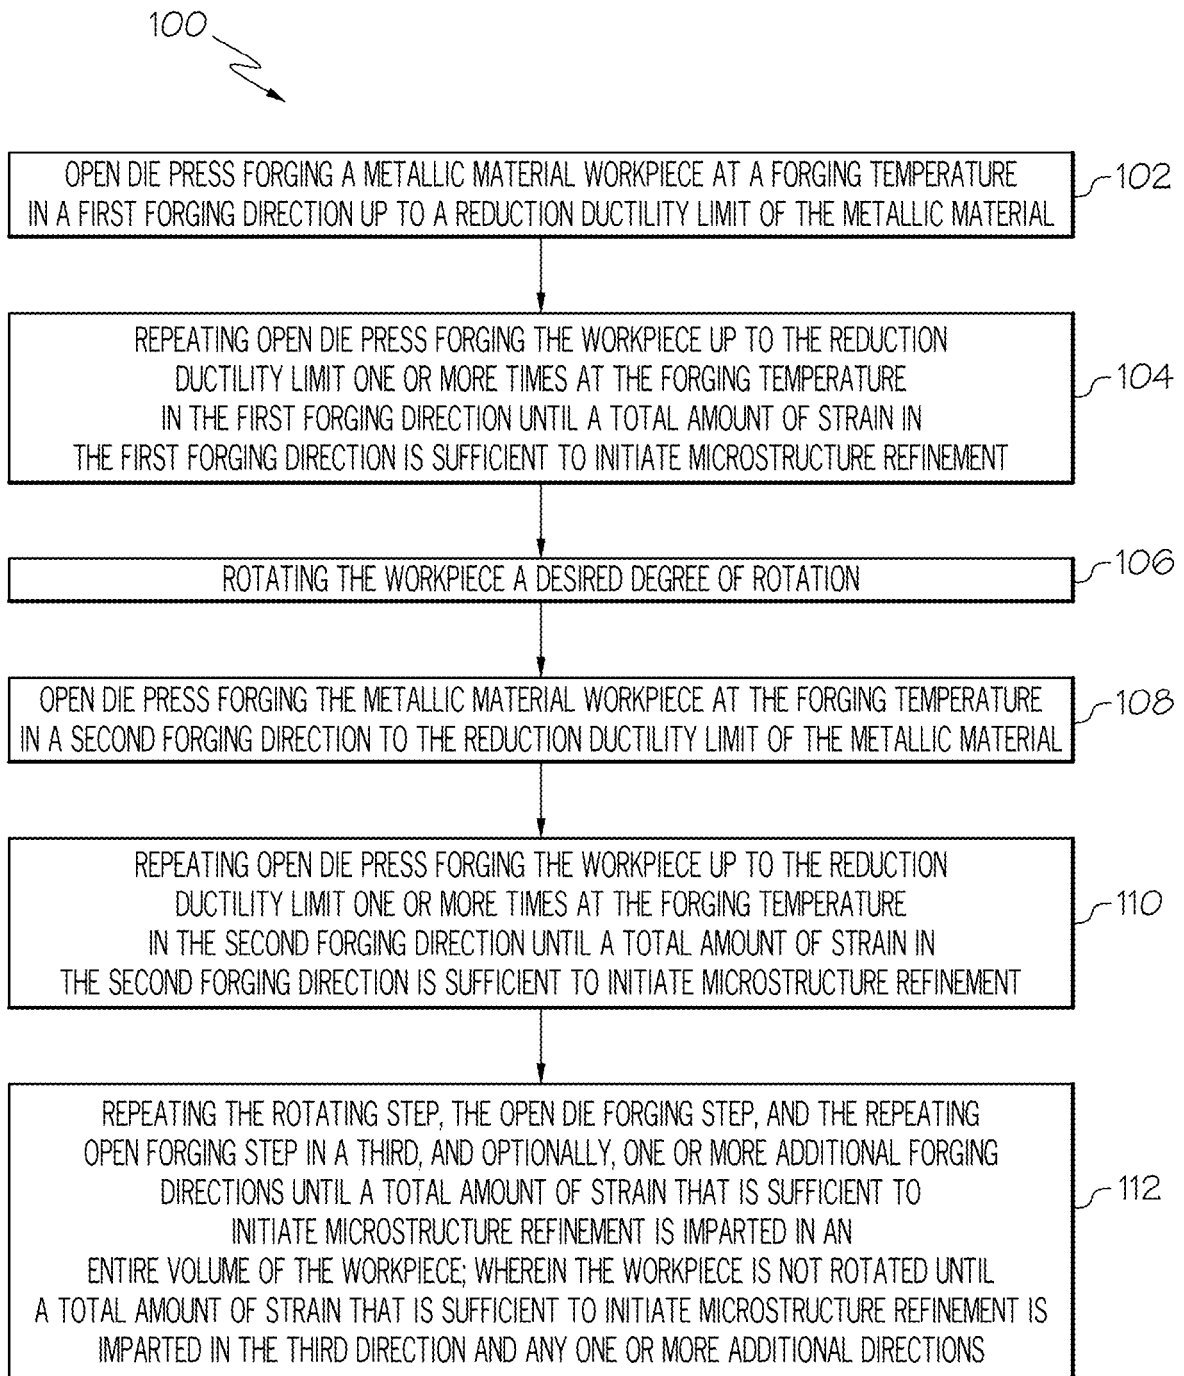 100
OPEN DIE PRESS FORGING A METALLIC MATERIAL WORKPIECE AT A FORGING TEMPERATURE
IN A FIRST FORGING DIRECTION UP TO A REDUCTION DUCTILITY LIMIT OF THE METALLIC MATERIAL
102
REPEATING OPEN DIE PRESS FORGING THE WORKPIECE UP TO THE REDUCTION
DUCTILITY LIMIT ONE OR MORE TIMES AT THE FORGING TEMPERATURE
IN THE FIRST FORGING DIRECTION UNTIL A TOTAL AMOUNT OF STRAIN IN
THE FIRST FORGING DIRECTION IS SUFFICIENT TO INITIATE MICROSTRUCTURE REFINEMENT
104
ROTATING THE WORKPIECE A DESIRED DEGREE OF ROTATION
106
OPEN DIE PRESS FORGING THE METALLIC MATERIAL WORKPIECE AT THE FORGING TEMPERATURE
IN A SECOND FORGING DIRECTION TO THE REDUCTION DUCTILITY LIMIT OF THE METALLIC MATERIAL
108
REPEATING OPEN DIE PRESS FORGING THE WORKPIECE UP TO THE REDUCTION
DUCTILITY LIMIT ONE OR MORE TIMES AT THE FORGING TEMPERATURE
IN THE SECOND FORGING DIRECTION UNTIL A TOTAL AMOUNT OF STRAIN IN
THE SECOND FORGING DIRECTION IS SUFFICIENT TO INITIATE MICROSTRUCTURE REFINEMENT
110
REPEATING THE ROTATING STEP, THE OPEN DIE FORGING STEP, AND THE REPEATING
OPEN FORGING STEP IN A THIRD, AND OPTIONALLY, ONE OR MORE ADDITIONAL FORGING
DIRECTIONS UNTIL A TOTAL AMOUNT OF STRAIN THAT IS SUFFICIENT TO
INITIATE MICROSTRUCTURE REFINEMENT IS IMPARTED IN AN
ENTIRE VOLUME OF THE WORKPIECE; WHEREIN THE WORKPIECE IS NOT ROTATED UNTIL
A TOTAL AMOUNT OF STRAIN THAT IS SUFFICIENT TO INITIATE MICROSTRUCTURE REFINEMENT IS
IMPARTED IN THE THIRD DIRECTION AND ANY ONE OR MORE ADDITIONAL DIRECTIONS
112